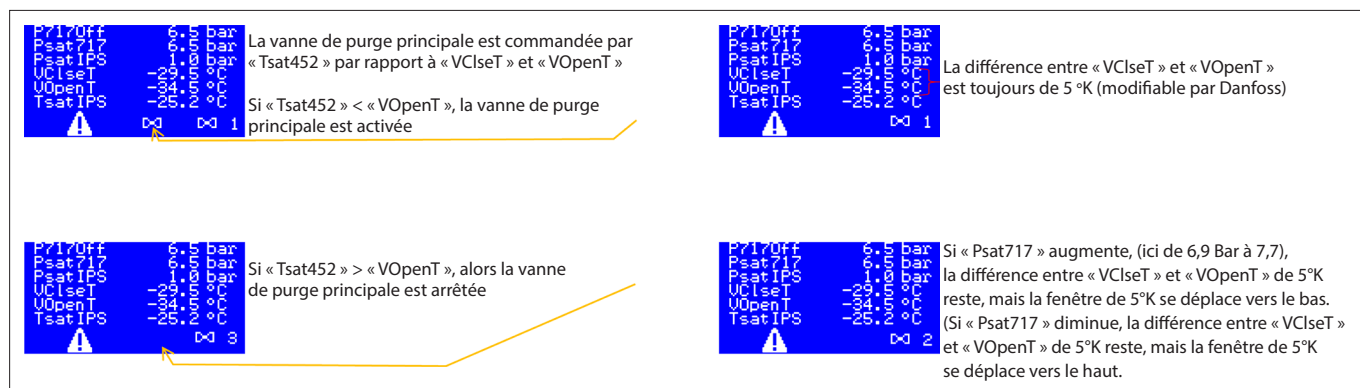 P717Off 6.5 bar
Psat717 6.5 bar
PsatIPS 1.0 bar
VClseT -29.5 °C
VOpenT -34.5 °C
TsatIPS -25.2 °C
1
La vanne de purge principale est commandée par
« Tsat452 » par rapport à « VClseT » et « VOpenT »
Si « Tsat452 » < « VOpenT », la vanne de purge
principale est activée
P717Off 6.5 bar
Psat717 6.5 bar
PsatIPS 1.0 bar
VClseT -29.5 °C
VOpenT -34.5 °C
TsatIPS -25.2 °C
1
La différence entre « VClseT » et « VOpenT »
est toujours de 5 °K (modifiable par Danfoss)
P717Off 6.5 bar
Psat717 6.5 bar
PsatIPS 1.0 bar
VClseT -29.5 °C
VOpenT -34.5 °C
TsatIPS -25.2 °C
3
Si « Tsat452 » > « VOpenT », alors la vanne
de purge principale est arrêtée
P717Off 6.5 bar
Psat717 6.5 bar
PsatIPS 1.0 bar
VClseT -29.5 °C
VOpenT -34.5 °C
TsatIPS -25.2 °C
2
Si « Psat717 » augmente, (ici de 6,9 Bar à 7,7),
la différence entre « VClseT » et « VOpenT » de 5°K
reste, mais la fenêtre de 5°K se déplace vers le bas.
(Si « Psat717 » diminue, la différence entre « VClseT »
et « VOpenT » de 5°K reste, mais la fenêtre de 5°K
se déplace vers le haut.